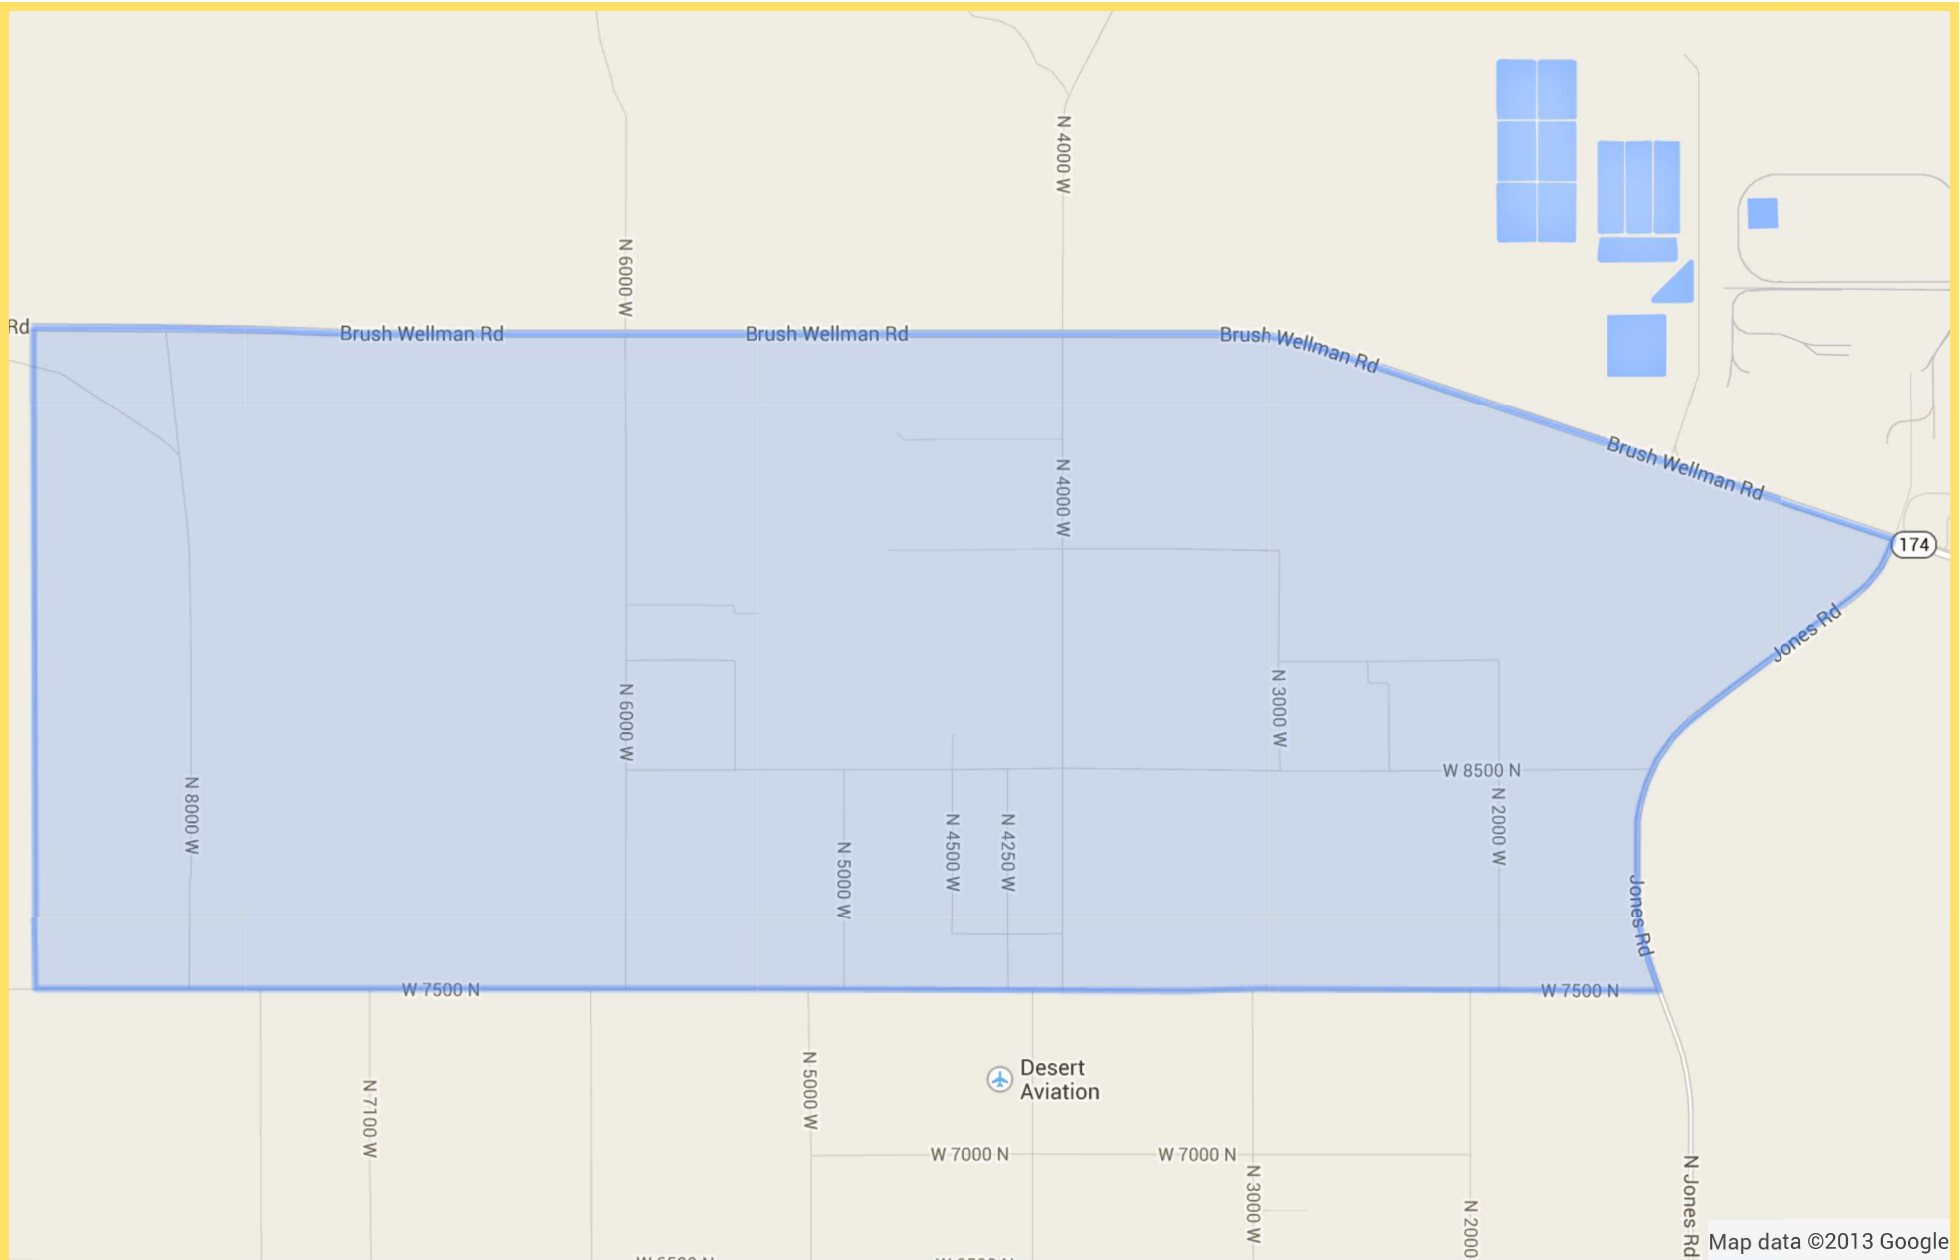 N 4000 W
N 6000 W
Rd
Brush Wellman Rd
Brush Wellman Rd
Brush Wellman Rd
Brush Wellman Rd
N 4000 W
174
Jones Rd
N 6000 W
N 3000 W
W 8500 N
N 8000 W
N 5000 W
N 4500 W
N 4250 W
N 2000 W
Jones Rd
W 7500 N
W 7500 N
Desert
Aviation
N 7100 W
N 5000 W
W 7000 N
W 7000 N
N 3000 W
N Jones Rd
N 2000
Map data ©2013 Google